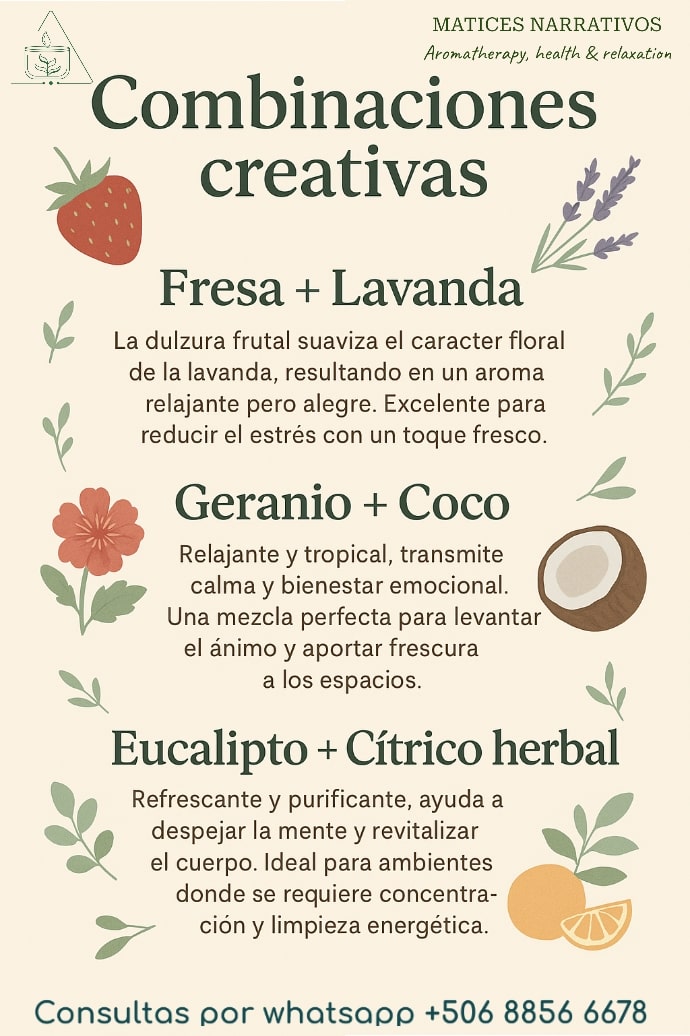 MATICES NARRATIVOS
Aromatherapy, health & relaxation
Combinaciones
creativas
Fresa + Lavanda
La dulzura frutal suaviza el caracter floral
de la lavanda, resultando en un aroma
relajante pero alegre. Excelente para
reducir el estrés con un toque fresco.
Geranio + Coco
Relajante y tropical, transmite
calma y bienestar emocional.
Una mezcla perfecta para levantar
el ánimo y aportar frescura
a los espacios.
Eucalipto + Cítrico herbal
Refrescante y purificante, ayuda a
despejar la mente y revitalizar
el cuerpo. Ideal para ambientes
donde se requiere concentra-
ción y limpieza energética.
Consultas por whatsapp +506 8856 6678